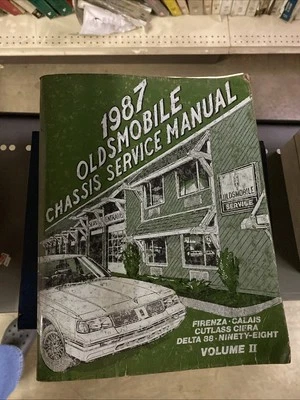 1987
OLDSMOBILE
CHASSIS SERVICE MANUAL
OLDSMOBILE
SERVICE
FIRENZA · CALAIS
CUTLASS CIERA
DELTA 88 · NINETY-EIGHT
VOLUME II